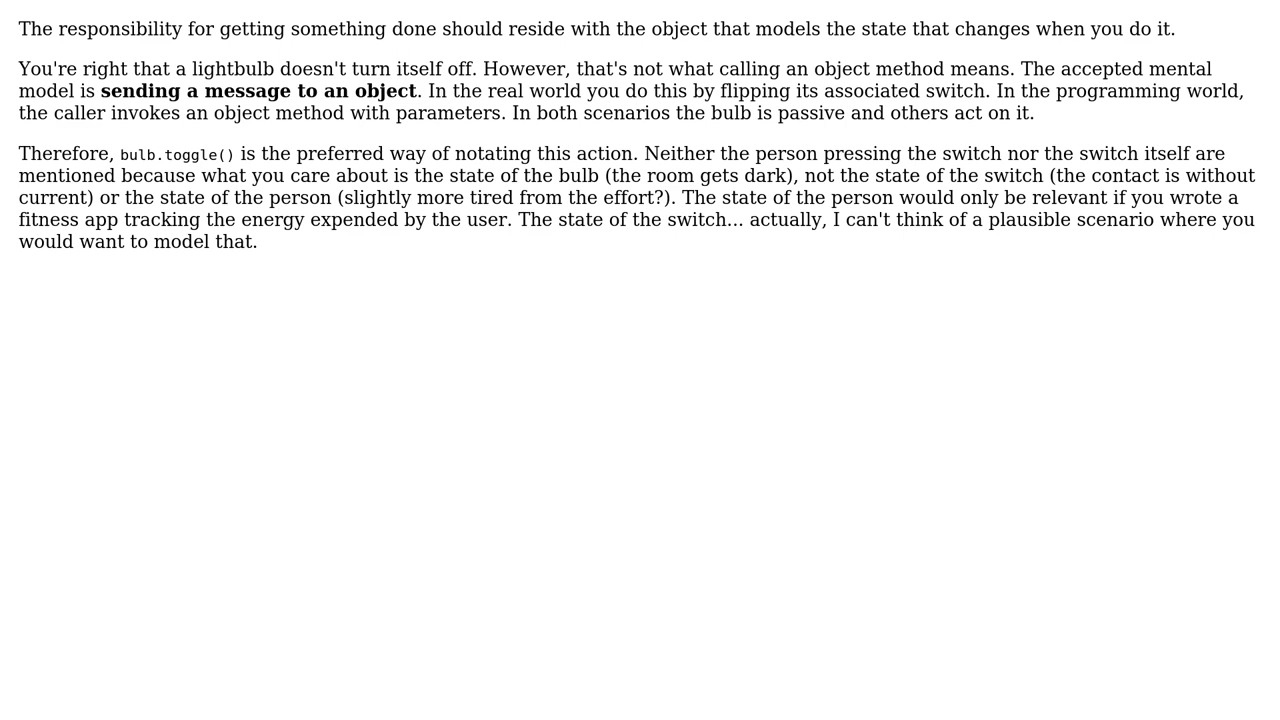 The responsibility for getting something done should reside with the object that models the state that changes when you do it.
You're right that a lightbulb doesn't turn itself off. However, that's not what calling an object method means. The accepted mental
model is sending a message to an object. In the real world you do this by flipping its associated switch. In the programming world,
the caller invokes an object method with parameters. In both scenarios the bulb is passive and others act on it.
Therefore, bulb.toggle() is the preferred way of notating this action. Neither the person pressing the switch nor the switch itself are
mentioned because what you care about is the state of the bulb (the room gets dark), not the state of the switch (the contact is without
current) or the state of the person (slightly more tired from the effort?). The state of the person would only be relevant if you wrote a
fitness app tracking the energy expended by the user. The state of the switch... actually, I can't think of a plausible scenario where you
would want to model that.